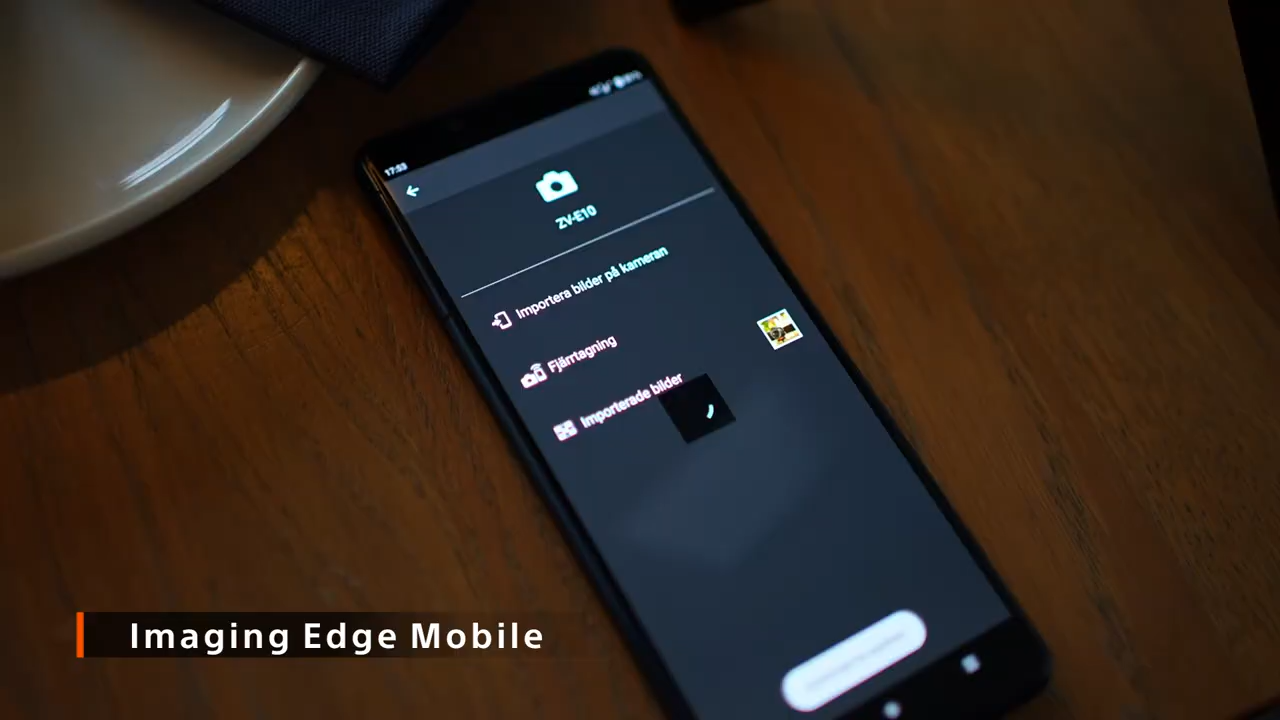 17:53
ZV-E10
Importera bilder på kameran
Fjärrtagning
Importerade bilder
Imaging Edge Mobile